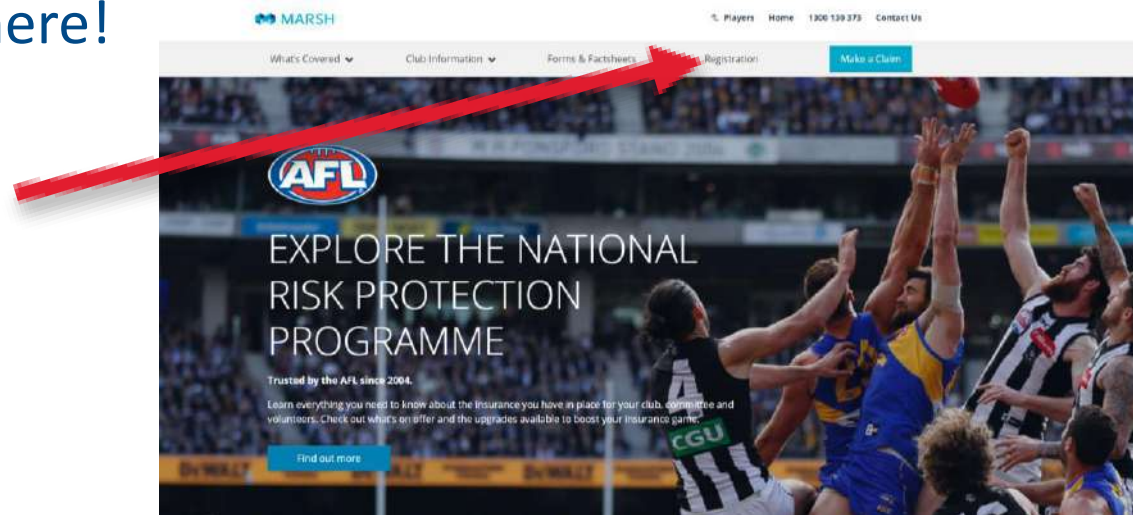 here!
MARSH
Players Home 1300 130 373 Contact Us
What's Covered Club Information Forms & Factsheets Registration Make a Claim
AFL
EXPLORE THE NATIONAL
RISK PROTECTION
PROGRAMME
Trusted by the AFL since 2004.
Learn everything you need to know about the insurance you have in place for your club, committee and
volunteers. Check out what's on offer and the upgrades available to boost your insurance game.
Find out more
CGU
DEWALT